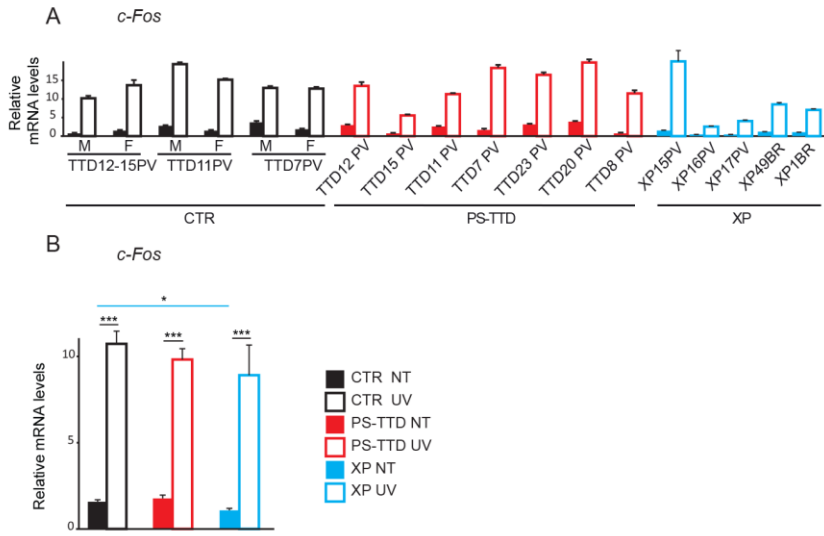 A
c-Fos
Relative
mRNA levels
15
10
5
0
M F M F M F
TTD12-15PV TTD11PV TTD7PV
TTD12 PV TTD15 PV TTD11 PV TTD7 PV TTD23 PV TTD20 PV TTD8 PV XP15PV XP16PV XP17PV XP49BR XP1BR
CTR PS-TTD XP
B
c-Fos
*
*** *** ***
Relative mRNA levels
10
5
0
CTR NT
CTR UV
PS-TTD NT
PS-TTD UV
XP NT
XP UV